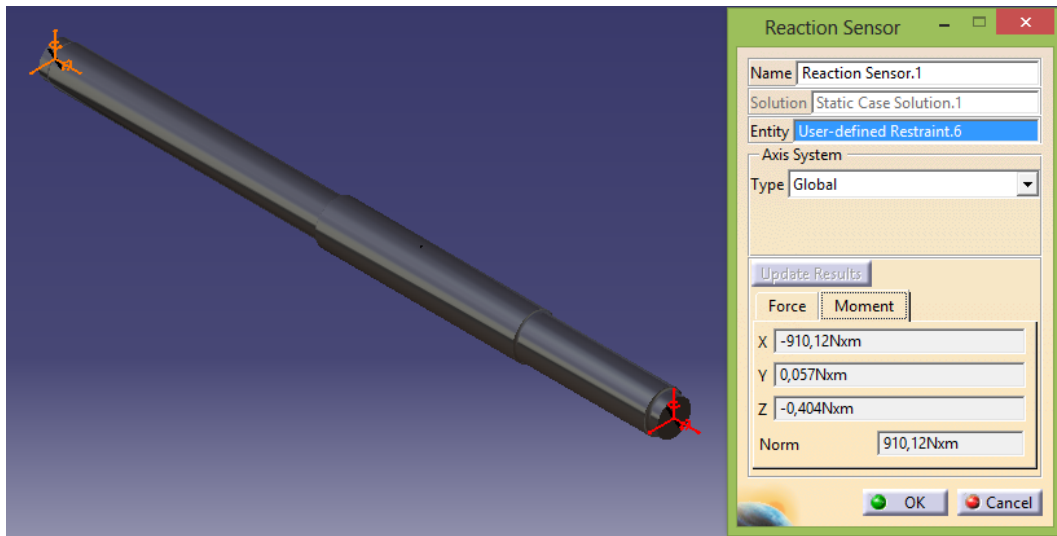 Reaction Sensor
Name Reaction Sensor.1
Solution Static Case Solution.1
Entity User-defined Restraint.6
Axis System
Type Global
Update Results
Force Moment
X -910,12Nxm
Y 0,057Nxm
Z -0,404Nxm
Norm 910,12Nxm
OK Cancel